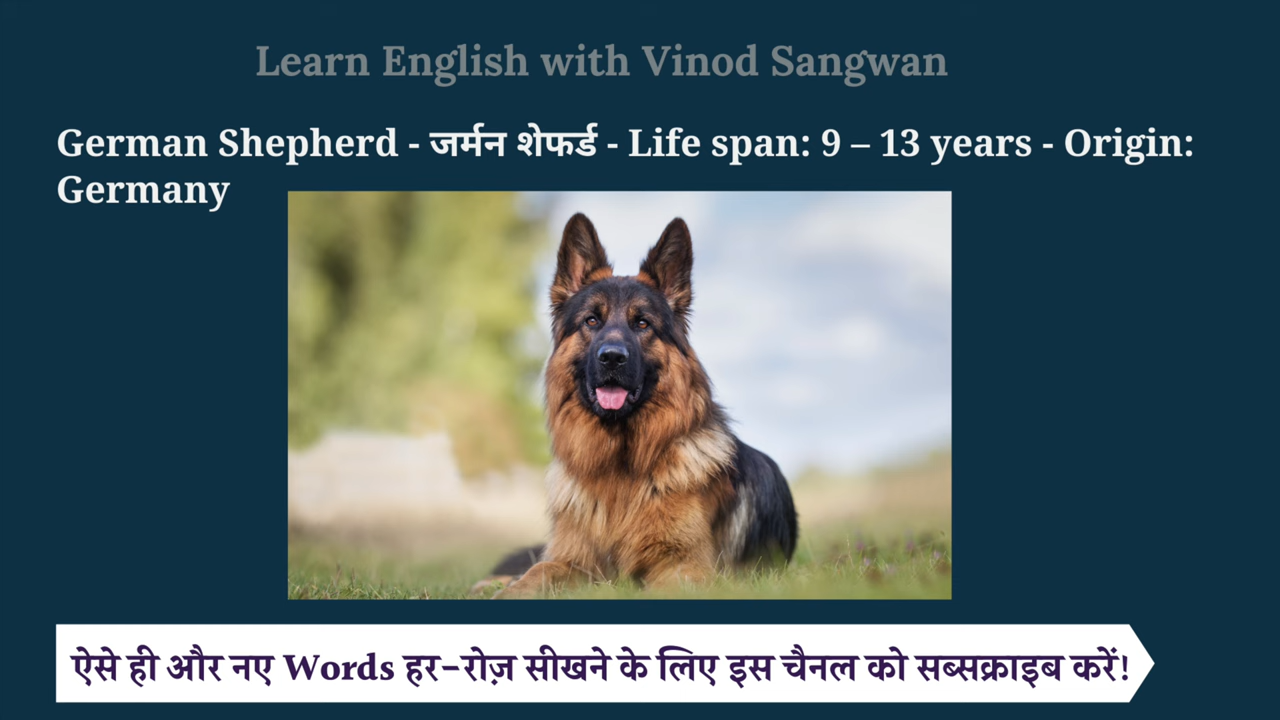 Learn English with Vinod Sangwan
German Shepherd - जर्मन शेफर्ड - Life span: 9 – 13 years - Origin:
Germany
ऐसे ही और नए Words हर-रोज़ सीखने के लिए इस चैनल को सब्सक्राइब करें!